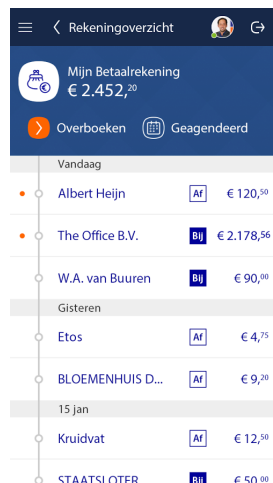 Rekeningoverzicht
Mijn Betaalrekening
€ 2.452,20
Overboeken Geagendeerd
Vandaag
Albert Heijn Af € 120,50
The Office B.V. Bij € 2.178,56
W.A. van Buuren Bij € 90,00
Gisteren
Etos Af € 4,75
BLOEMENHUIS D... Af € 9,20
15 jan
Kruidvat Af € 12,50
STAATSLOTER Bij € 50,00